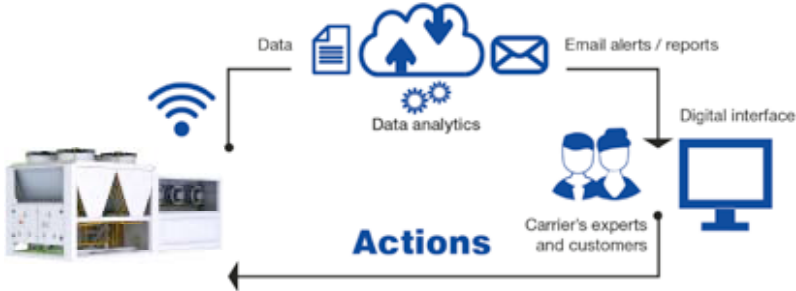 Data
Email alerts / reports
Data analytics
Digital interface
Carrier's experts
and customers
Actions